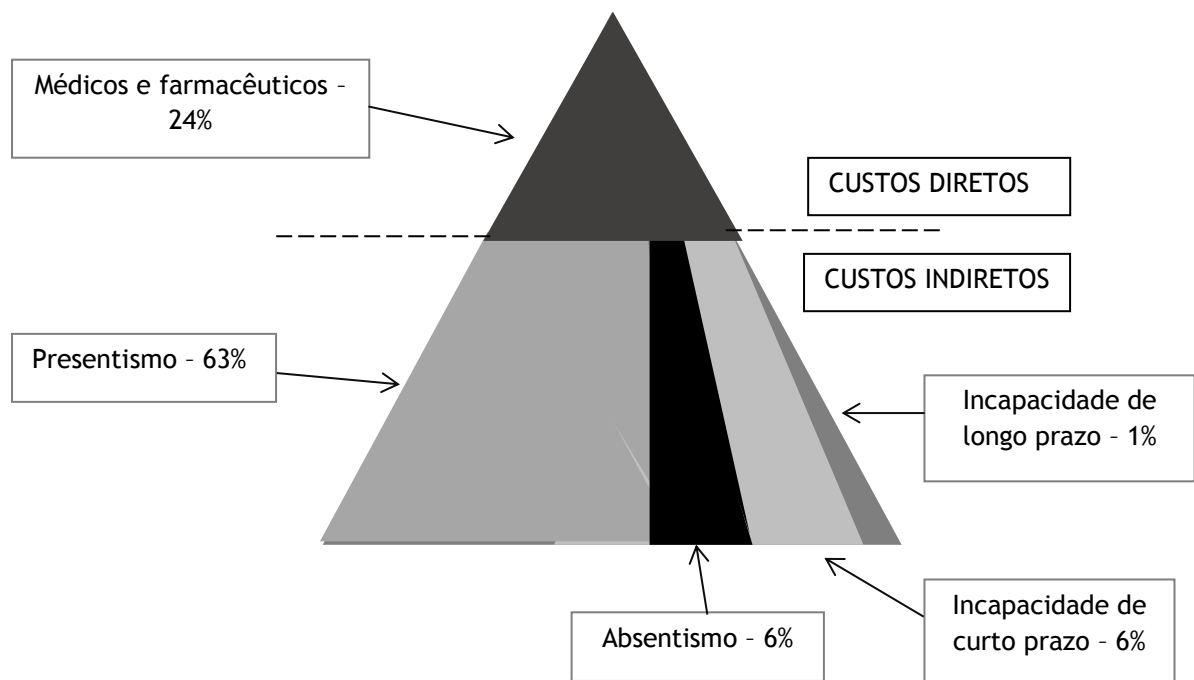 Médicos e farmacêuticos –
24%
CUSTOS DIRETOS
CUSTOS INDIRETOS
Presentismo – 63%
Incapacidade de
longo prazo – 1%
Absentismo – 6%
Incapacidade de
curto prazo – 6%